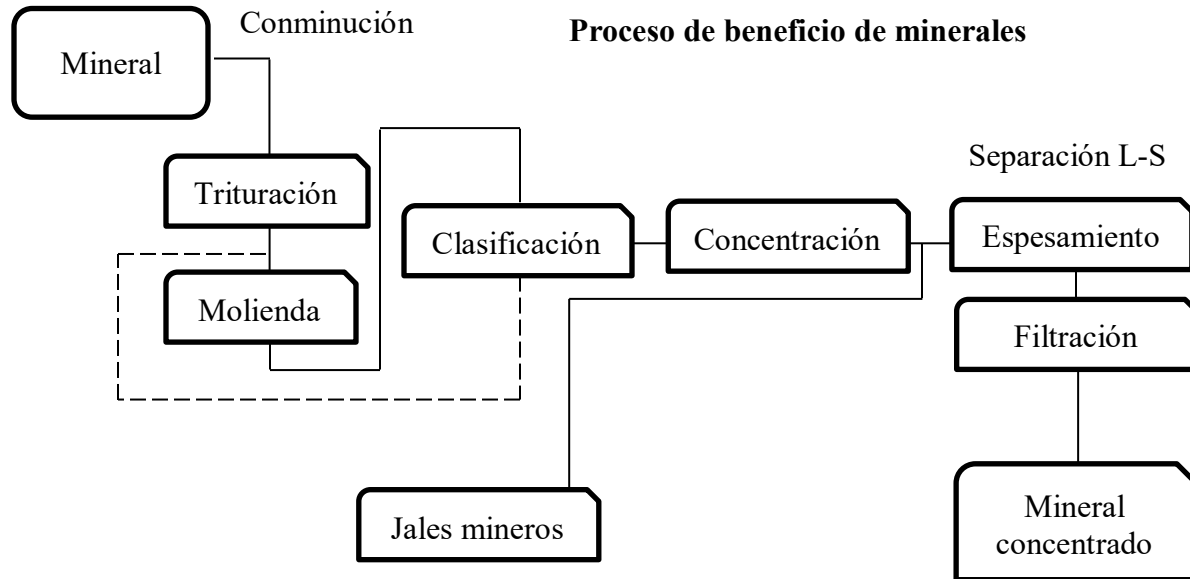 Conminución
Proceso de beneficio de minerales
Mineral
Separación L-S
Trituración
Clasificación
Concentración
Espesamiento
Molienda
Filtración
Jales mineros
Mineral
concentrado